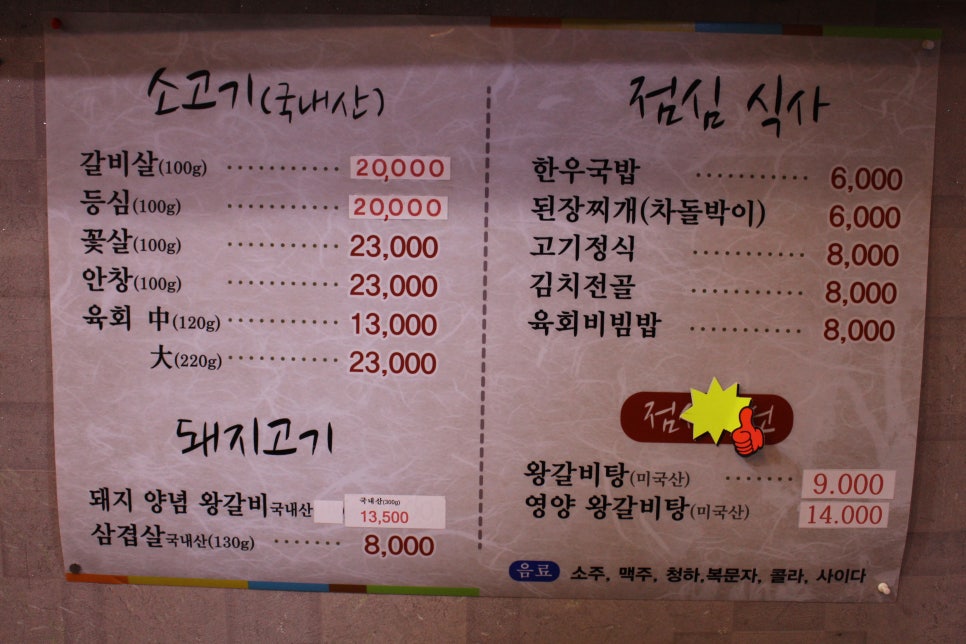 소고기(국내산)
갈비살(100g) ··········· 20,000
등심(100g) ··········· 20,000
꽃살(100g) ··········· 23,000
안창(100g) ··········· 23,000
육회 中(120g) ··········· 13,000
大(220g) ··········· 23,000
돼지고기
돼지 양념 왕갈비국내산 국내산(300g) 13,500
삼겹살국내산(130g) ······· 8,000
점심 식사
한우국밥 ··········· 6,000
된장찌개(차돌박이) 6,000
고기정식 ··········· 8,000
김치전골 ··········· 8,000
육회비빔밥 ··········· 8,000
왕갈비탕(미국산) ······· 9.000
영양 왕갈비탕(미국산) 14.000
음료 소주, 맥주, 청하,복문자, 콜라, 사이다